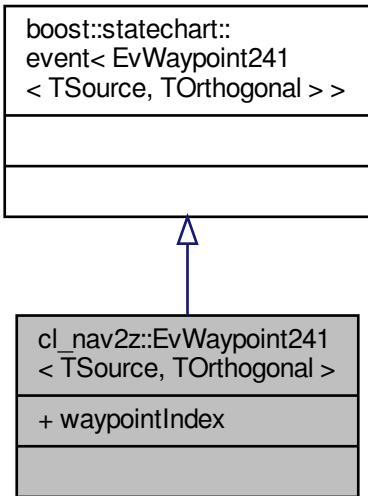 boost::statechart::
event< EvWaypoint241
< TSource, TOrthogonal > >
cl_nav2z::EvWaypoint241
< TSource, TOrthogonal >
+ waypointIndex